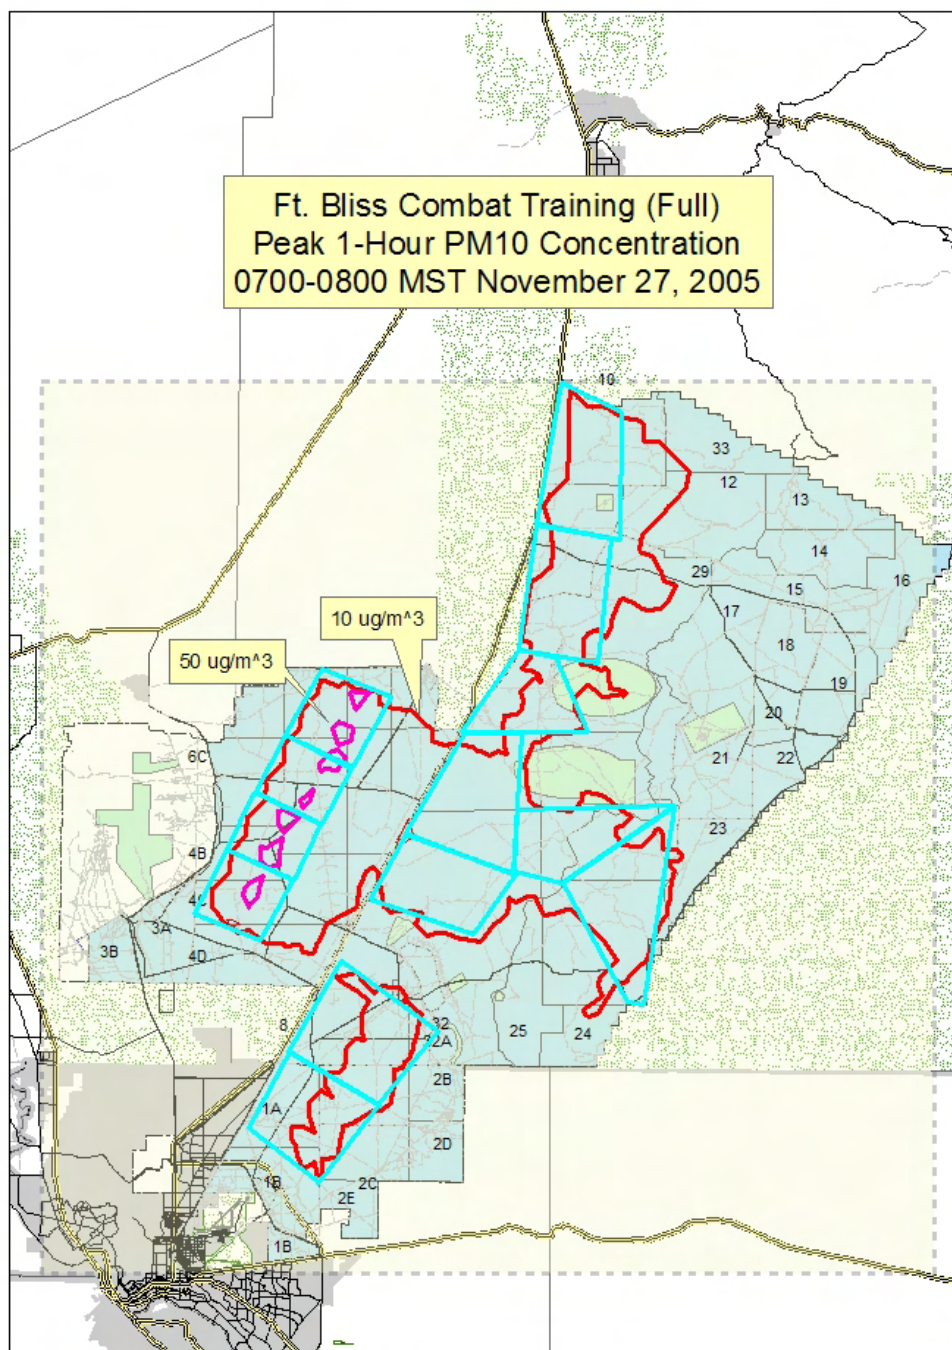 Ft. Bliss Combat Training (Full)
Peak 1-Hour PM10 Concentration
0700-0800 MST November 27, 2005
10
33
12
13
14
29
15
16
10 ug/m^3
17
50 ug/m^3
18
19
20
6C
21
22
23
4B
4C
3A
3B
4D
8
32
2A
25
24
2B
1A
2D
1B
2C
2E
1B